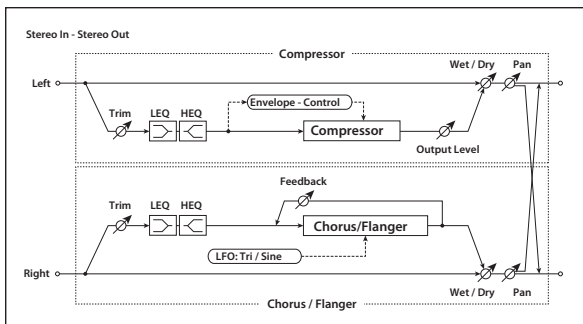 Stereo In - Stereo Out
Compressor
Wet / Dry
Pan
Left
Envelope - Control
Trim
LEQ
HEQ
Compressor
Output Level
Feedback
Trim
LEQ
HEQ
Chorus/Flanger
LFO: Tri / Sine
Right
Wet / Dry
Pan
Chorus / Flanger